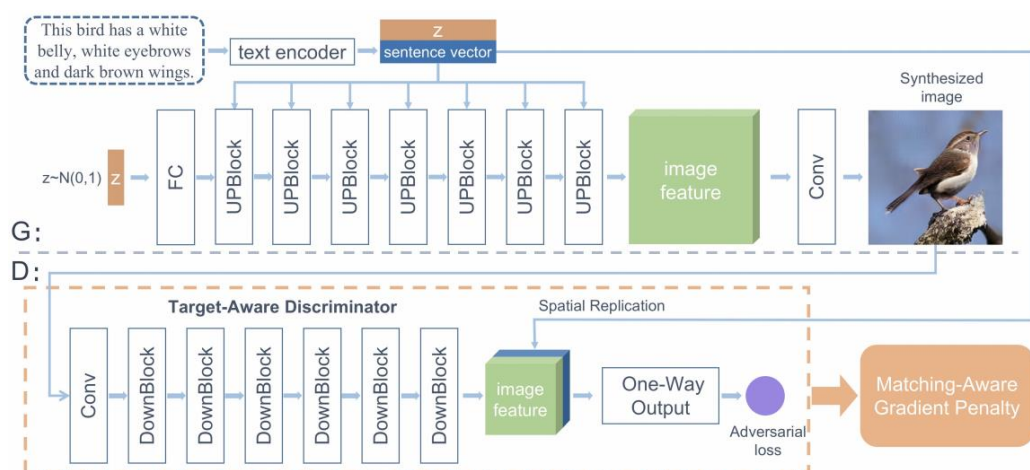 This bird has a white
belly, white eyebrows
and dark brown wings.
text encoder
z
sentence vector
Synthesized
image
z~N(0,1)
z
FC
UPBlock
UPBlock
UPBlock
UPBlock
UPBlock
UPBlock
UPBlock
image
feature
Conv
G:
D:
Target-Aware Discriminator
Spatial Replication
Conv
DownBlock
DownBlock
DownBlock
DownBlock
DownBlock
DownBlock
image
feature
One-Way
Output
Adversarial
loss
Matching-Aware
Gradient Penalty